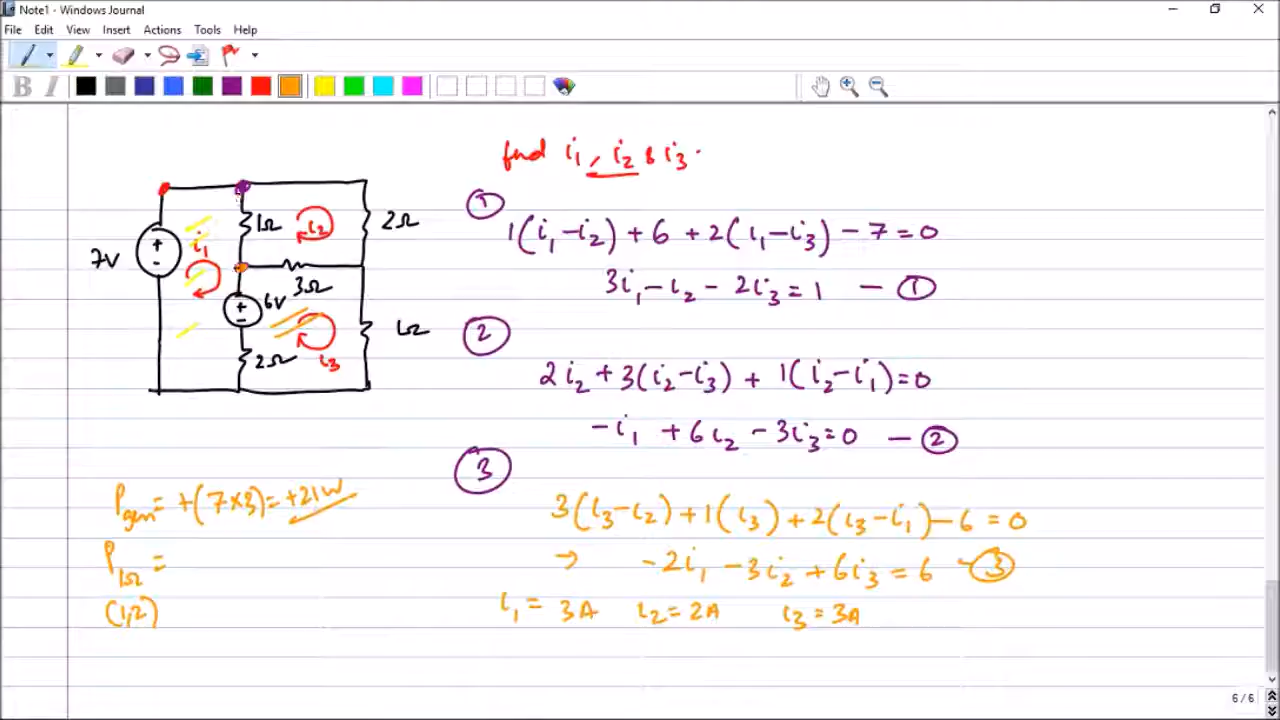 Note1 - Windows Journal
File Edit View Insert Actions Tools Help
B I
find i1, i2 & i3.
①
1(i1-i2) + 6 + 2(i1-i3) - 7 = 0
3i1 - i2 - 2i3 = 1 - ①
7V
+
-
i1
1Ω
i2
2Ω
3Ω
+
-
6V
2Ω
i3
1Ω
②
2i2 + 3(i2-i3) + 1(i2-i1) = 0
-i1 + 6i2 - 3i3 = 0 - ②
③
3(i3-i2) + 1(i3) + 2(i3-i1) - 6 = 0
⇒ -2i1 - 3i2 + 6i3 = 6 - ③
i1 = 3A i2 = 2A i3 = 3A
Pgen = +(7×3) = +21W
P1Ω =
(1,2)
6 / 6